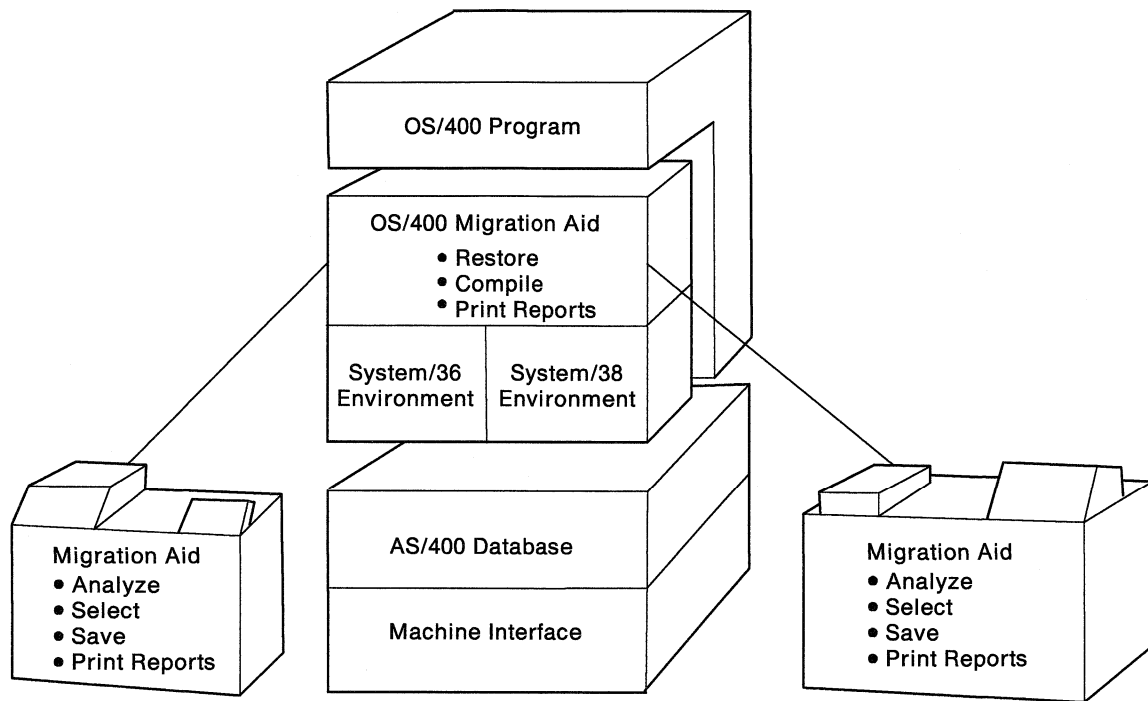 OS/400 Program
OS/400 Migration Aid
• Restore
• Compile
• Print Reports
System/36 Environment
System/38 Environment
AS/400 Database
Machine Interface
Migration Aid
• Analyze
• Select
• Save
• Print Reports
Migration Aid
• Analyze
• Select
• Save
• Print Reports